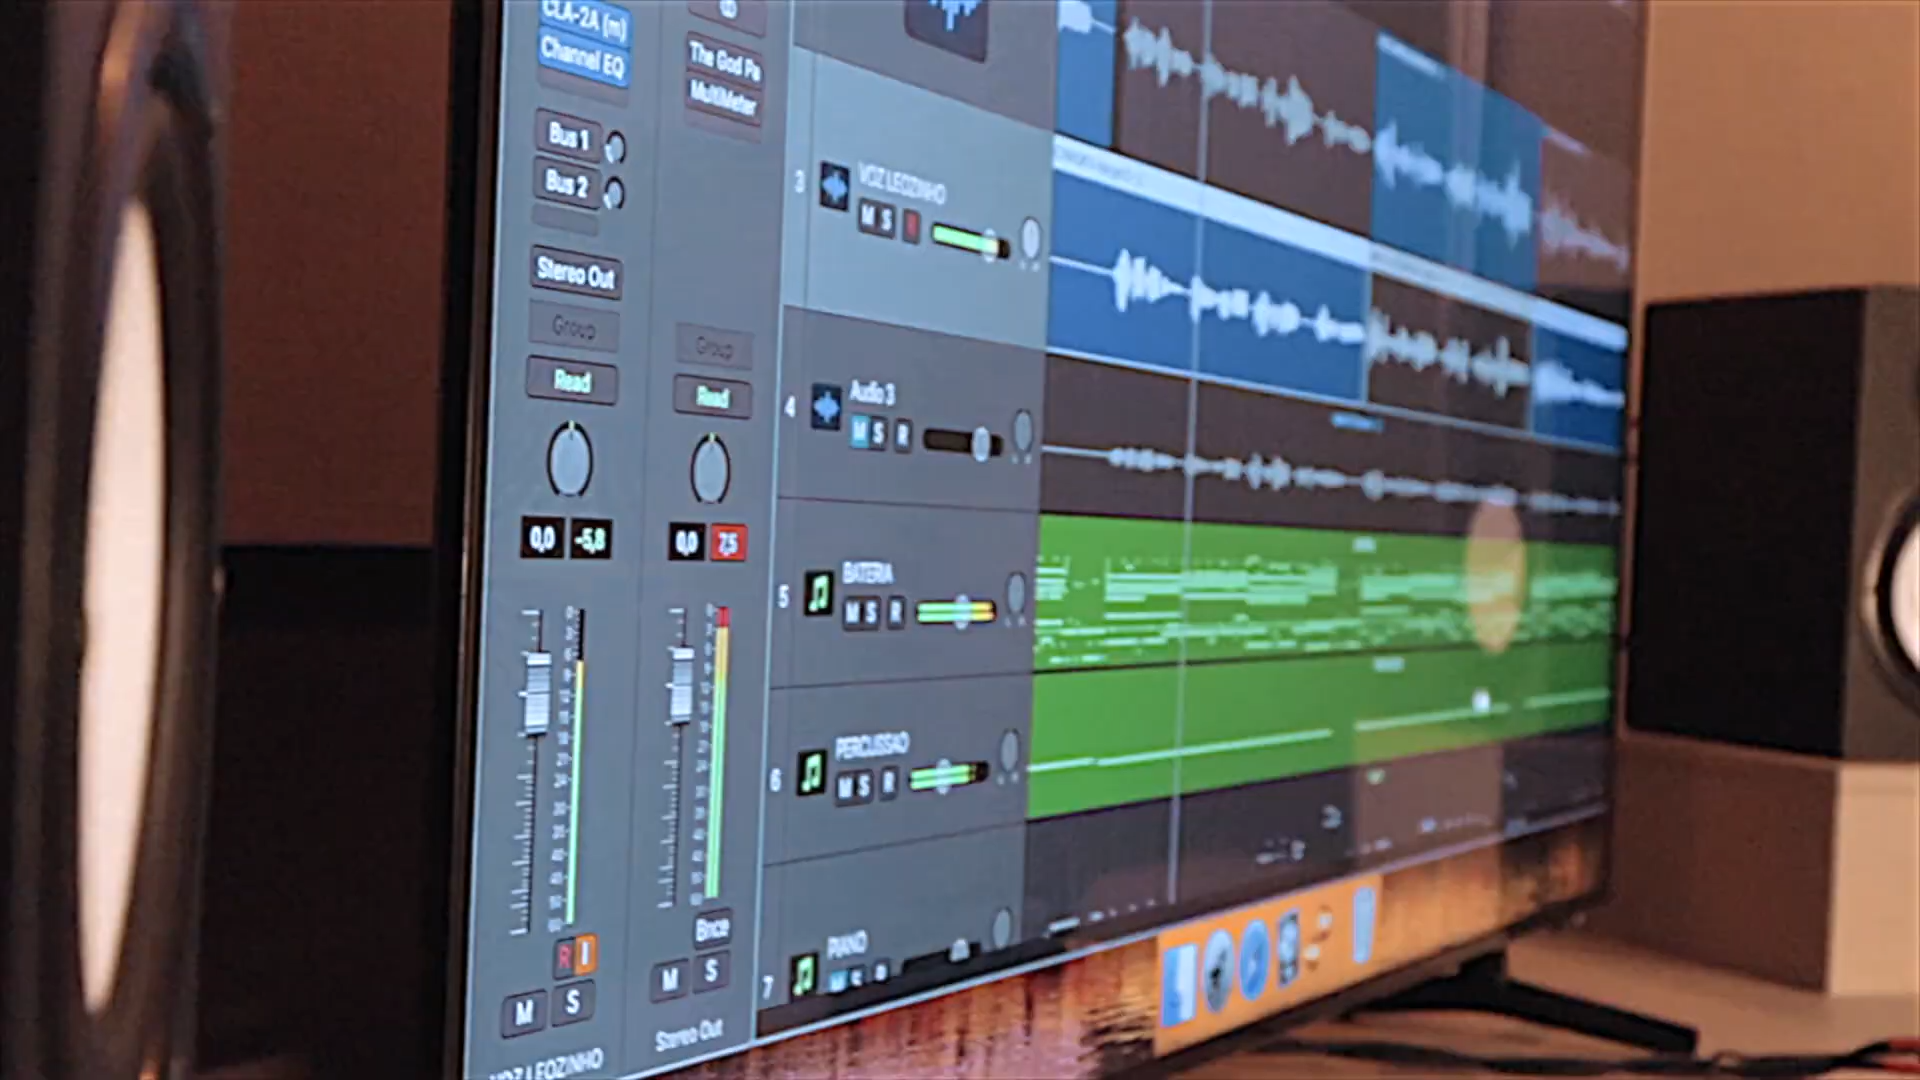 CLA-2A (m)
Channel EQ
Bus 1
Bus 2
Stereo Out
Group
Read
0,0 -5,8
R I
M S
VOZ LEOZINHO
The God Pa
MultiMeter
Group
Read
0,0 7,5
Bnce
M S
Stereo Out
3 VOZ LEOZINHO
M S R
4 Audio 3
M S R
5 BATERIA
M S R
6 PERCUSSAO
M S R
7 PIANO